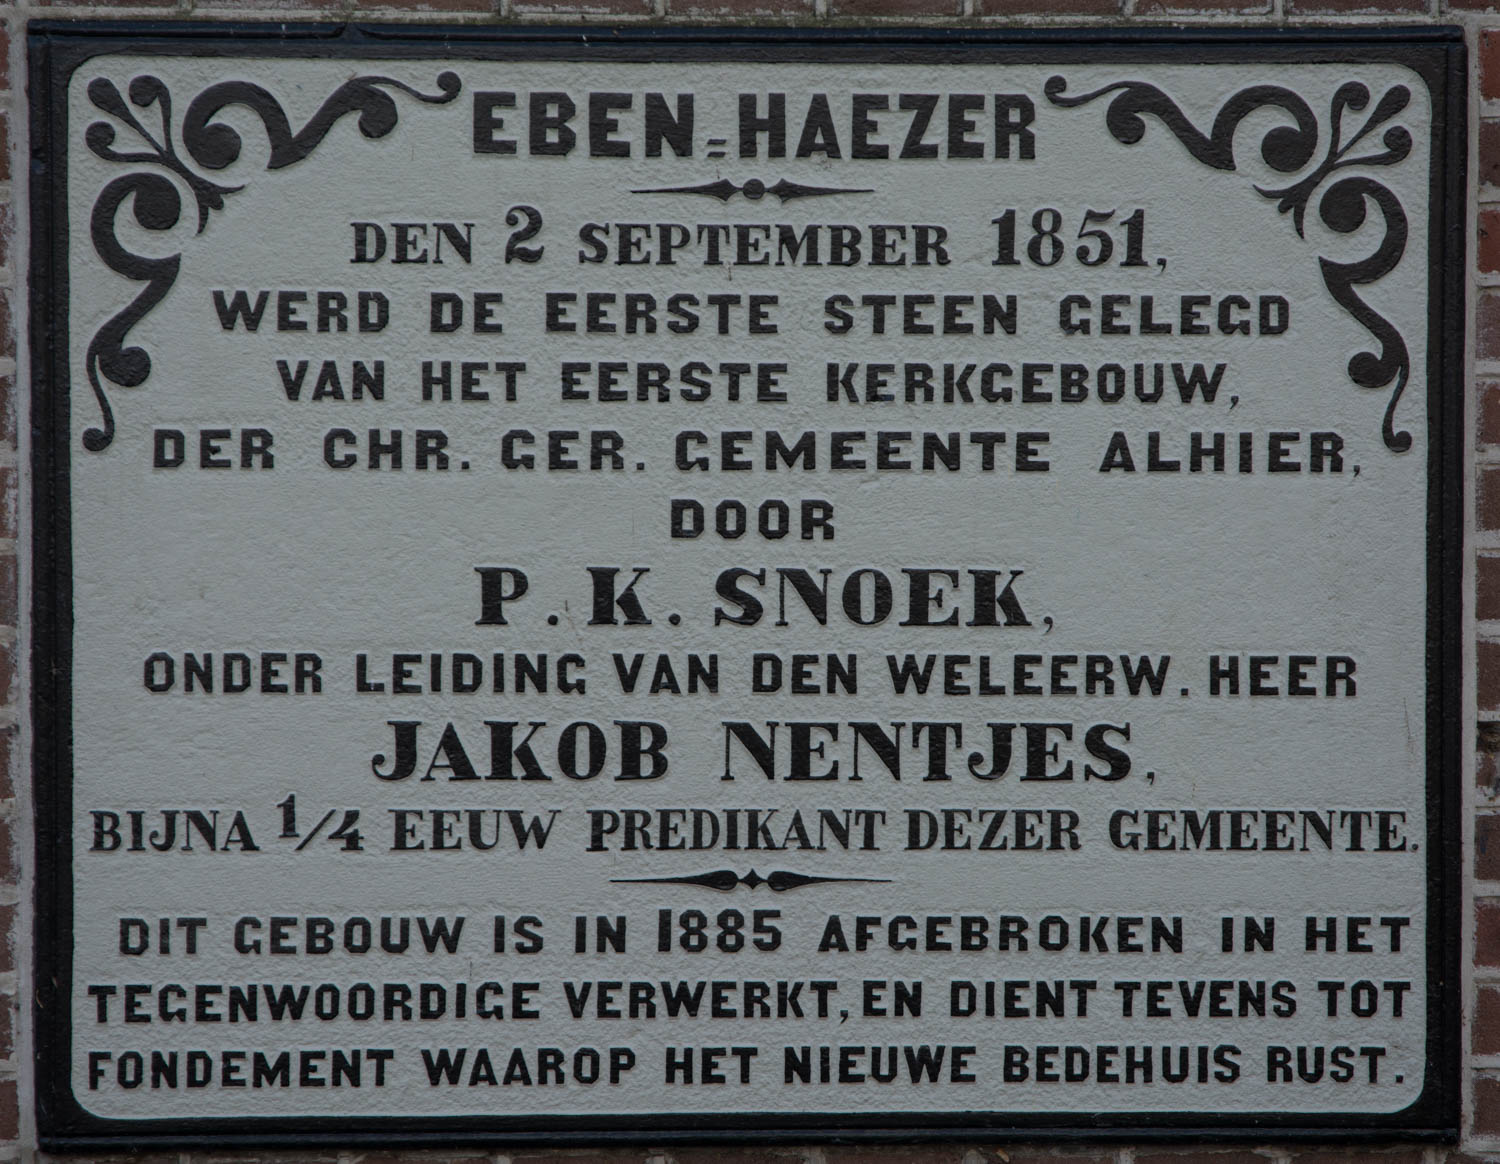 EBEN=HAEZER
DEN 2 SEPTEMBER 1851,
WERD DE EERSTE STEEN GELEGD
VAN HET EERSTE KERKGEBOUW,
DER CHR. GER. GEMEENTE ALHIER,
DOOR
P. K. SNOEK,
ONDER LEIDING VAN DEN WELEERW. HEER
JAKOB NENTJES,
BIJNA 1/4 EEUW PREDIKANT DEZER GEMEENTE.
DIT GEBOUW IS IN 1885 AFGEBROKEN IN HET
TEGENWOORDIGE VERWERKT, EN DIENT TEVENS TOT
FONDEMENT WAAROP HET NIEUWE BEDEHUIS RUST.